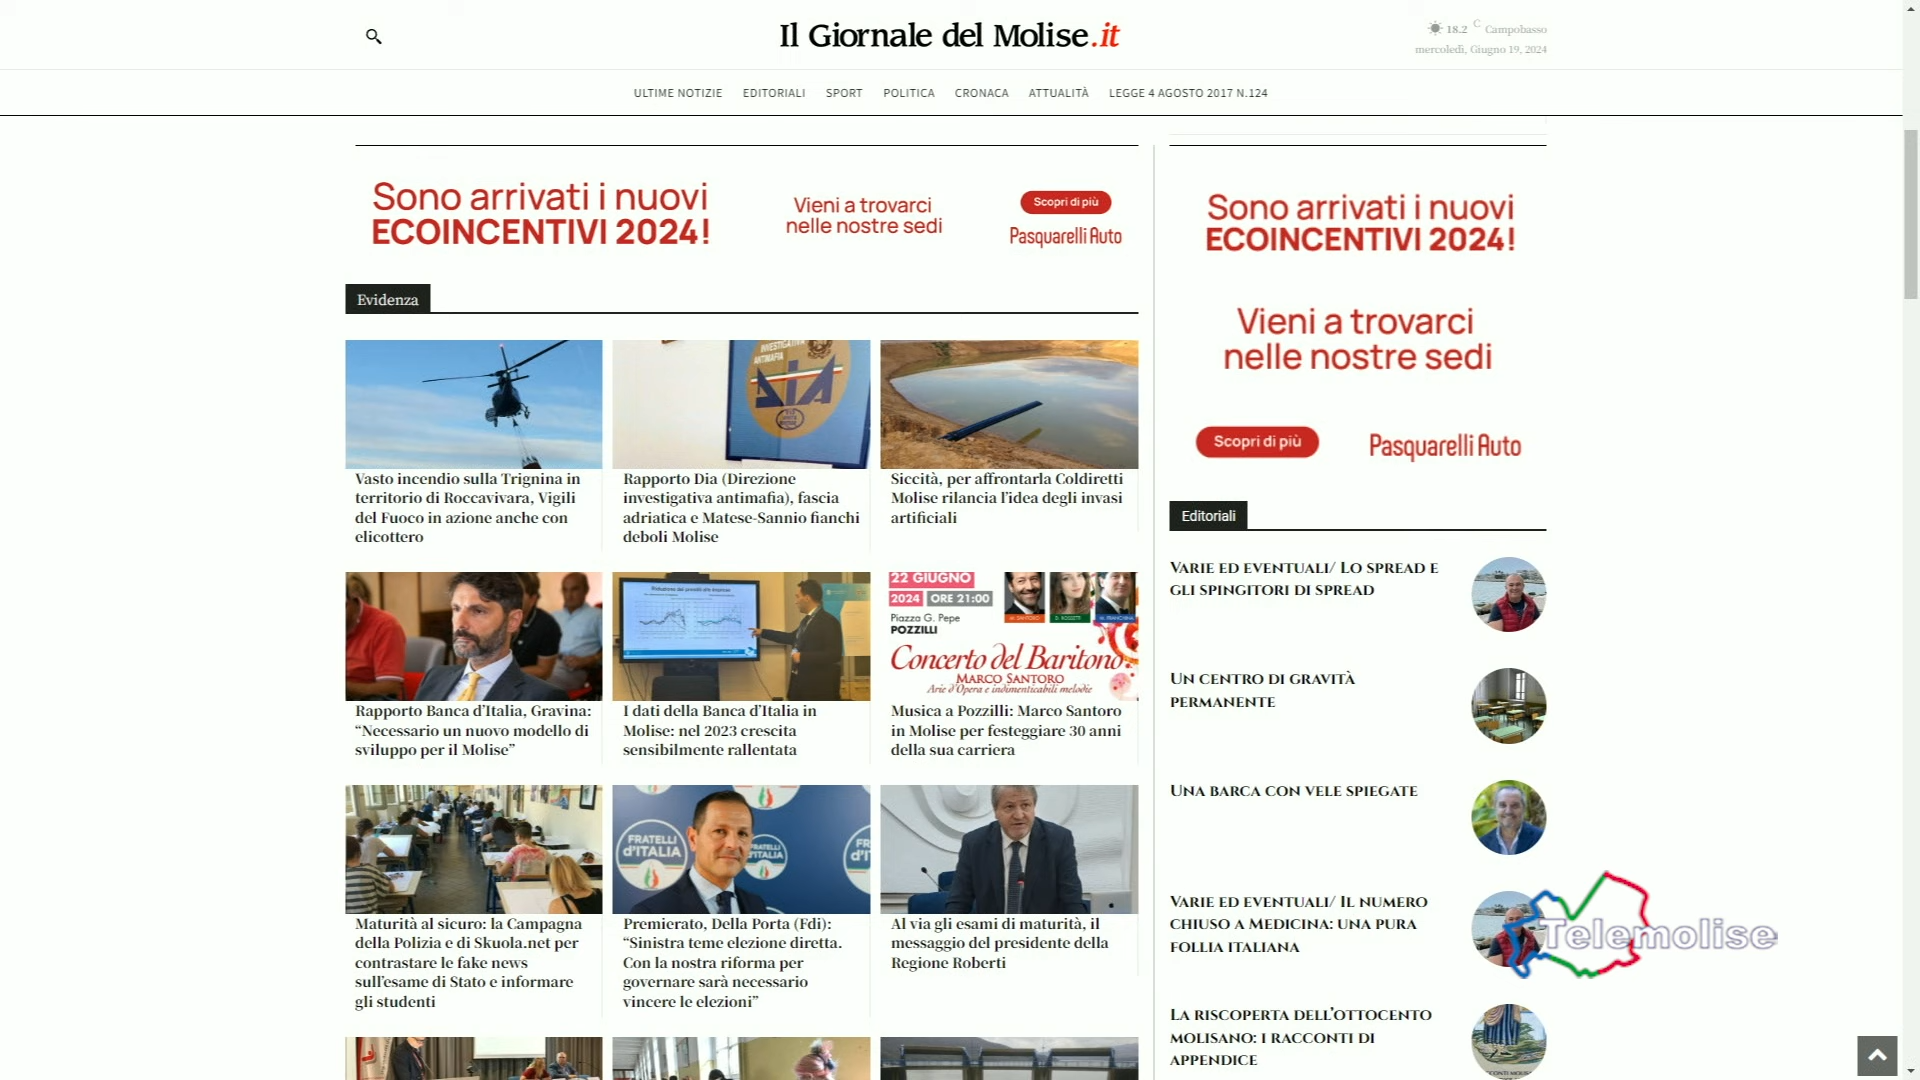 Il Giornale del Molise.it
18.2 C Campobasso
mercoledì, Giugno 19, 2024
ULTIME NOTIZIE EDITORIALI SPORT POLITICA CRONACA ATTUALITÀ LEGGE 4 AGOSTO 2017 N.124
Sono arrivati i nuovi
ECOINCENTIVI 2024!
Vieni a trovarci
nelle nostre sedi
Scopri di più
Pasquarelli Auto
Evidenza
INVESTIGATIVA
ANTIMAFIA
DIA
Vasto incendio sulla Trignina in
territorio di Roccavivara, Vigili
del Fuoco in azione anche con
elicottero
Rapporto Dia (Direzione
investigativa antimafia), fascia
adriatica e Matese-Sannio fianchi
deboli Molise
Siccità, per affrontarla Coldiretti
Molise rilancia l'idea degli invasi
artificiali
22 GIUGNO
2024 ORE 21:00
Piazza G. Pepe
POZZILLI
Concerto del Baritono
MARCO SANTORO
Arie d'Opera e indimenticabili melodie
Rapporto Banca d'Italia, Gravina:
“Necessario un nuovo modello di
sviluppo per il Molise”
I dati della Banca d'Italia in
Molise: nel 2023 crescita
sensibilmente rallentata
Musica a Pozzilli: Marco Santoro
in Molise per festeggiare 30 anni
della sua carriera
FRATELLI
d'ITALIA
Maturità al sicuro: la Campagna
della Polizia e di Skuola.net per
contrastare le fake news
sull'esame di Stato e informare
gli studenti
Premierato, Della Porta (Fdi):
“Sinistra teme elezione diretta.
Con la nostra riforma per
governare sarà necessario
vincere le elezioni”
Al via gli esami di maturità, il
messaggio del presidente della
Regione Roberti
Sono arrivati i nuovi
ECOINCENTIVI 2024!
Vieni a trovarci
nelle nostre sedi
Scopri di più
Pasquarelli Auto
Editoriali
VARIE ED EVENTUALI/ LO SPREAD E
GLI SPINGITORI DI SPREAD
UN CENTRO DI GRAVITÀ
PERMANENTE
UNA BARCA CON VELE SPIEGATE
VARIE ED EVENTUALI/ IL NUMERO
CHIUSO A MEDICINA: UNA PURA
FOLLIA ITALIANA
Telemolise
LA RISCOPERTA DELL'OTTOCENTO
MOLISANO: I RACCONTI DI
APPENDICE